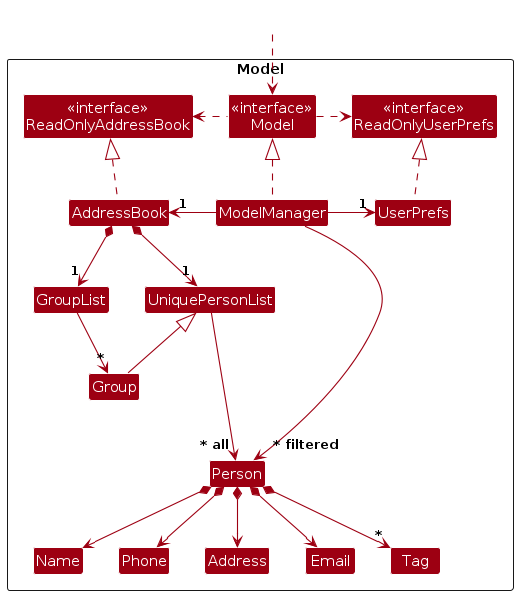 Model
«interface»
ReadOnlyAddressBook
«interface»
Model
«interface»
ReadOnlyUserPrefs
AddressBook
1
ModelManager
1
UserPrefs
1
1
GroupList
UniquePersonList
*
Group
* all
* filtered
Person
*
Name
Phone
Address
Email
Tag